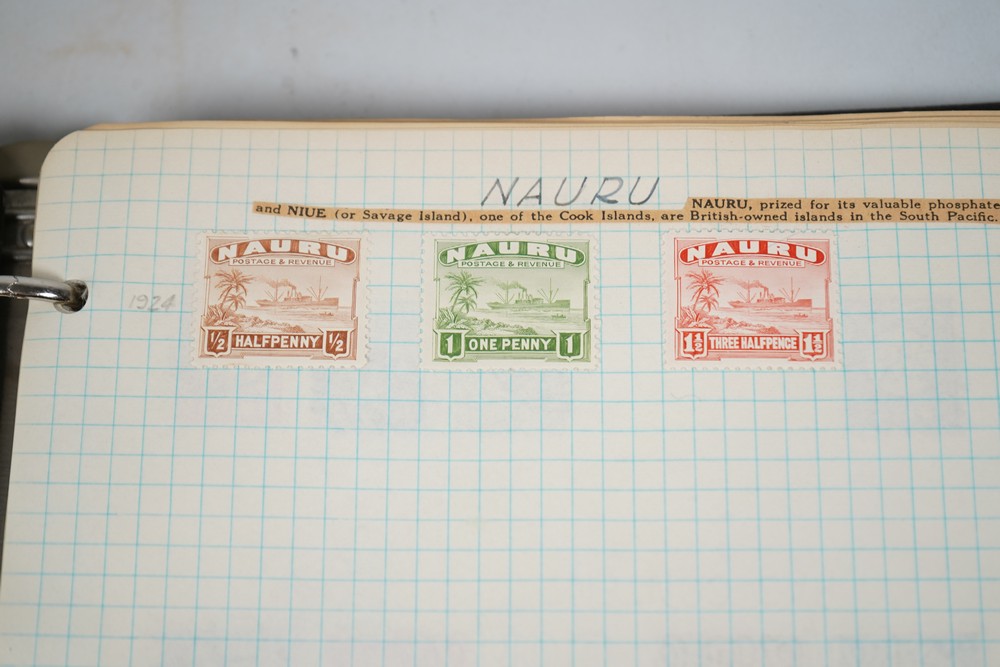 NAURU
NAURU, prized for its valuable phosphate
and NIUE (or Savage Island), one of the Cook Islands, are British-owned islands in the South Pacific.
1924
NAURU
POSTAGE & REVENUE
½ HALFPENNY ½
NAURU
POSTAGE & REVENUE
1 ONE PENNY 1
NAURU
POSTAGE & REVENUE
1½ THREE HALFPENCE 1½